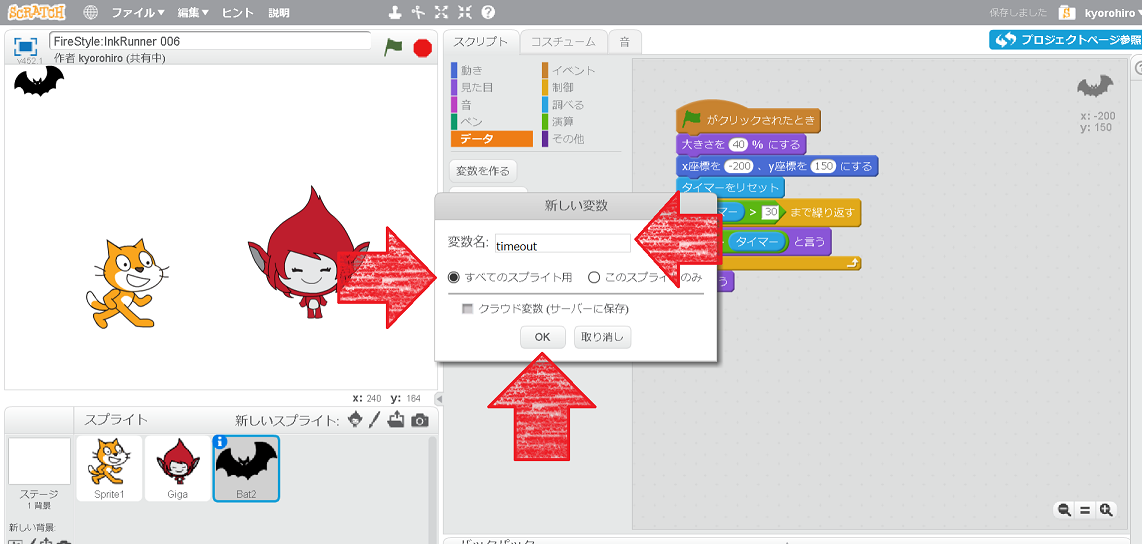 SCRATCH ファイル▼ 編集▼ ヒント 説明 保存しました kyorohiro
FireStyle:InkRunner 006
作者 kyorohiro (共有中)
v452.1
スクリプト コスチューム 音
プロジェクトページ参照
動き イベント
見た目 制御
音 調べる
ペン 演算
データ その他
変数を作る
x: -200
y: 150
がクリックされたとき
大きさを 40 % にする
x座標を -200 、y座標を 150 にする
タイマーをリセット
マー > 30 まで繰り返す
タイマー と言う
う
新しい変数
変数名: timeout
すべてのスプライト用 このスプライトのみ
クラウド変数 (サーバーに保存)
OK 取り消し
x: 240 y: 164
スプライト 新しいスプライト:
ステージ
1 背景
新しい背景:
Sprite1 Giga Bat2
バックパック